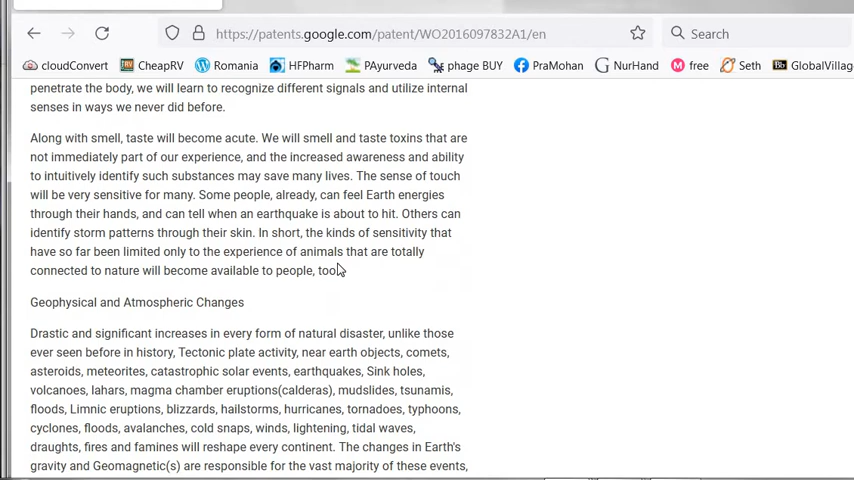 https://patents.google.com/patent/WO2016097832A1/en
Search
cloudConvert CheapRV Romania HFPharm PAyurveda phage BUY PraMohan NurHand free Seth GlobalVillag
penetrate the body, we will learn to recognize different signals and utilize internal
senses in ways we never did before.
Along with smell, taste will become acute. We will smell and taste toxins that are
not immediately part of our experience, and the increased awareness and ability
to intuitively identify such substances may save many lives. The sense of touch
will be very sensitive for many. Some people, already, can feel Earth energies
through their hands, and can tell when an earthquake is about to hit. Others can
identify storm patterns through their skin. In short, the kinds of sensitivity that
have so far been limited only to the experience of animals that are totally
connected to nature will become available to people, too.
Geophysical and Atmospheric Changes
Drastic and significant increases in every form of natural disaster, unlike those
ever seen before in history, Tectonic plate activity, near earth objects, comets,
asteroids, meteorites, catastrophic solar events, earthquakes, Sink holes,
volcanoes, lahars, magma chamber eruptions(calderas), mudslides, tsunamis,
floods, Limnic eruptions, blizzards, hailstorms, hurricanes, tornadoes, typhoons,
cyclones, floods, avalanches, cold snaps, winds, lightening, tidal waves,
draughts, fires and famines will reshape every continent. The changes in Earth's
gravity and Geomagnetic(s) are responsible for the vast majority of these events,